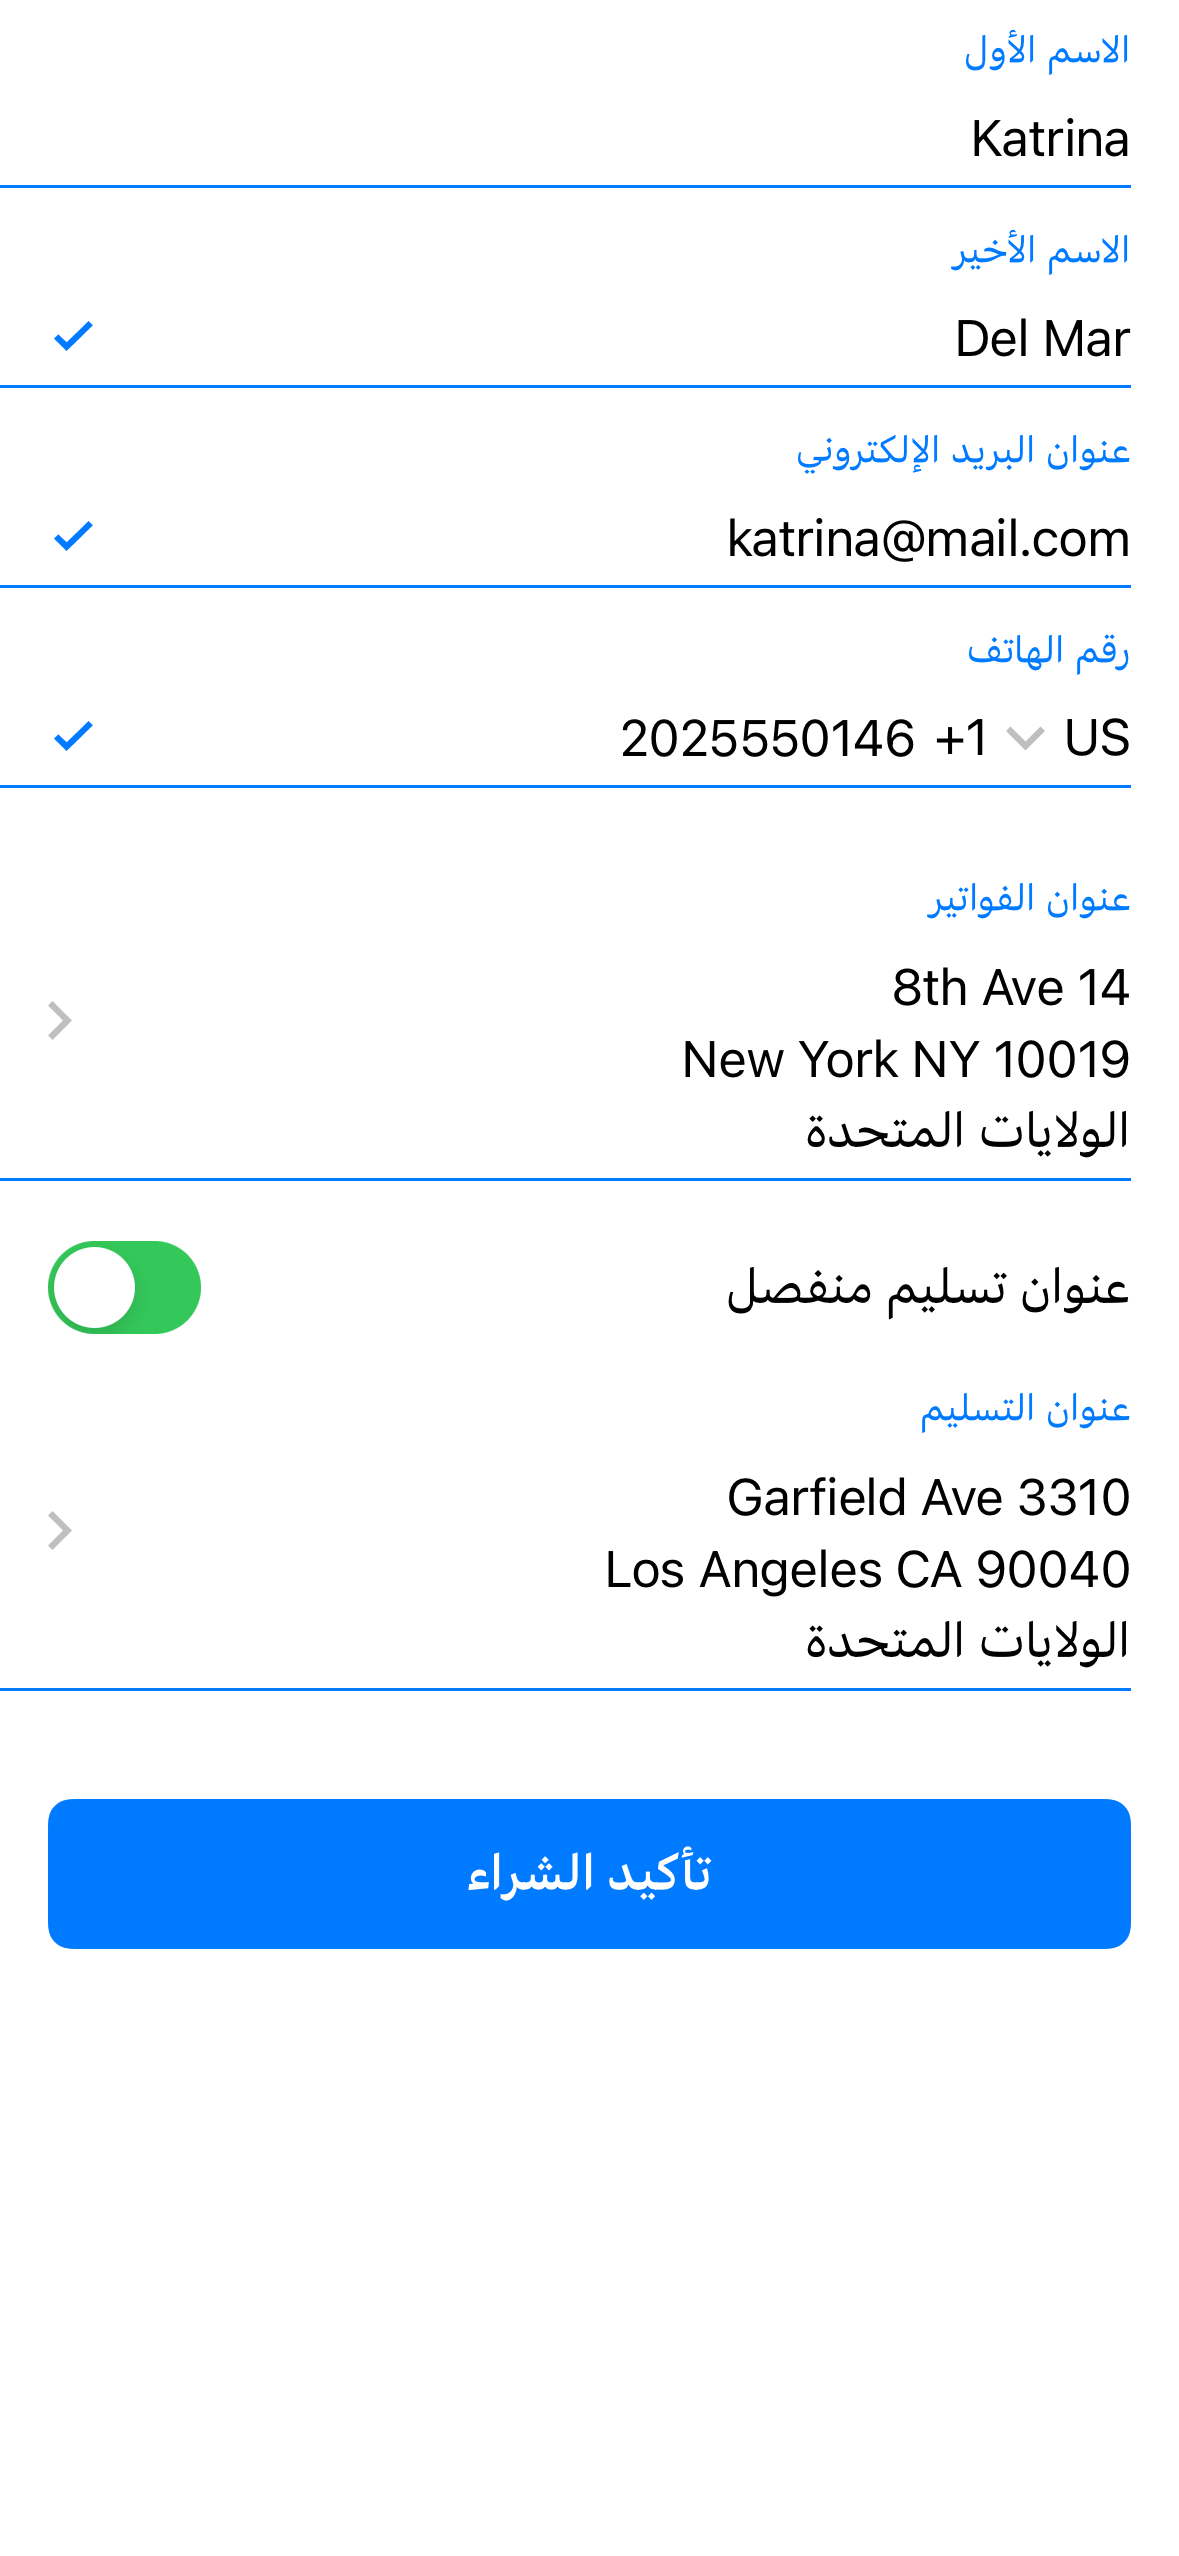 الاسم الأول
Katrina
الاسم الأخير
Del Mar
عنوان البريد الإلكتروني
katrina@mail.com
رقم الهاتف
US +1 2025550146
عنوان الفواتير
8th Ave 14
New York NY 10019
الولايات المتحدة
عنوان تسليم منفصل
عنوان التسليم
Garfield Ave 3310
Los Angeles CA 90040
الولايات المتحدة
تأكيد الشراء